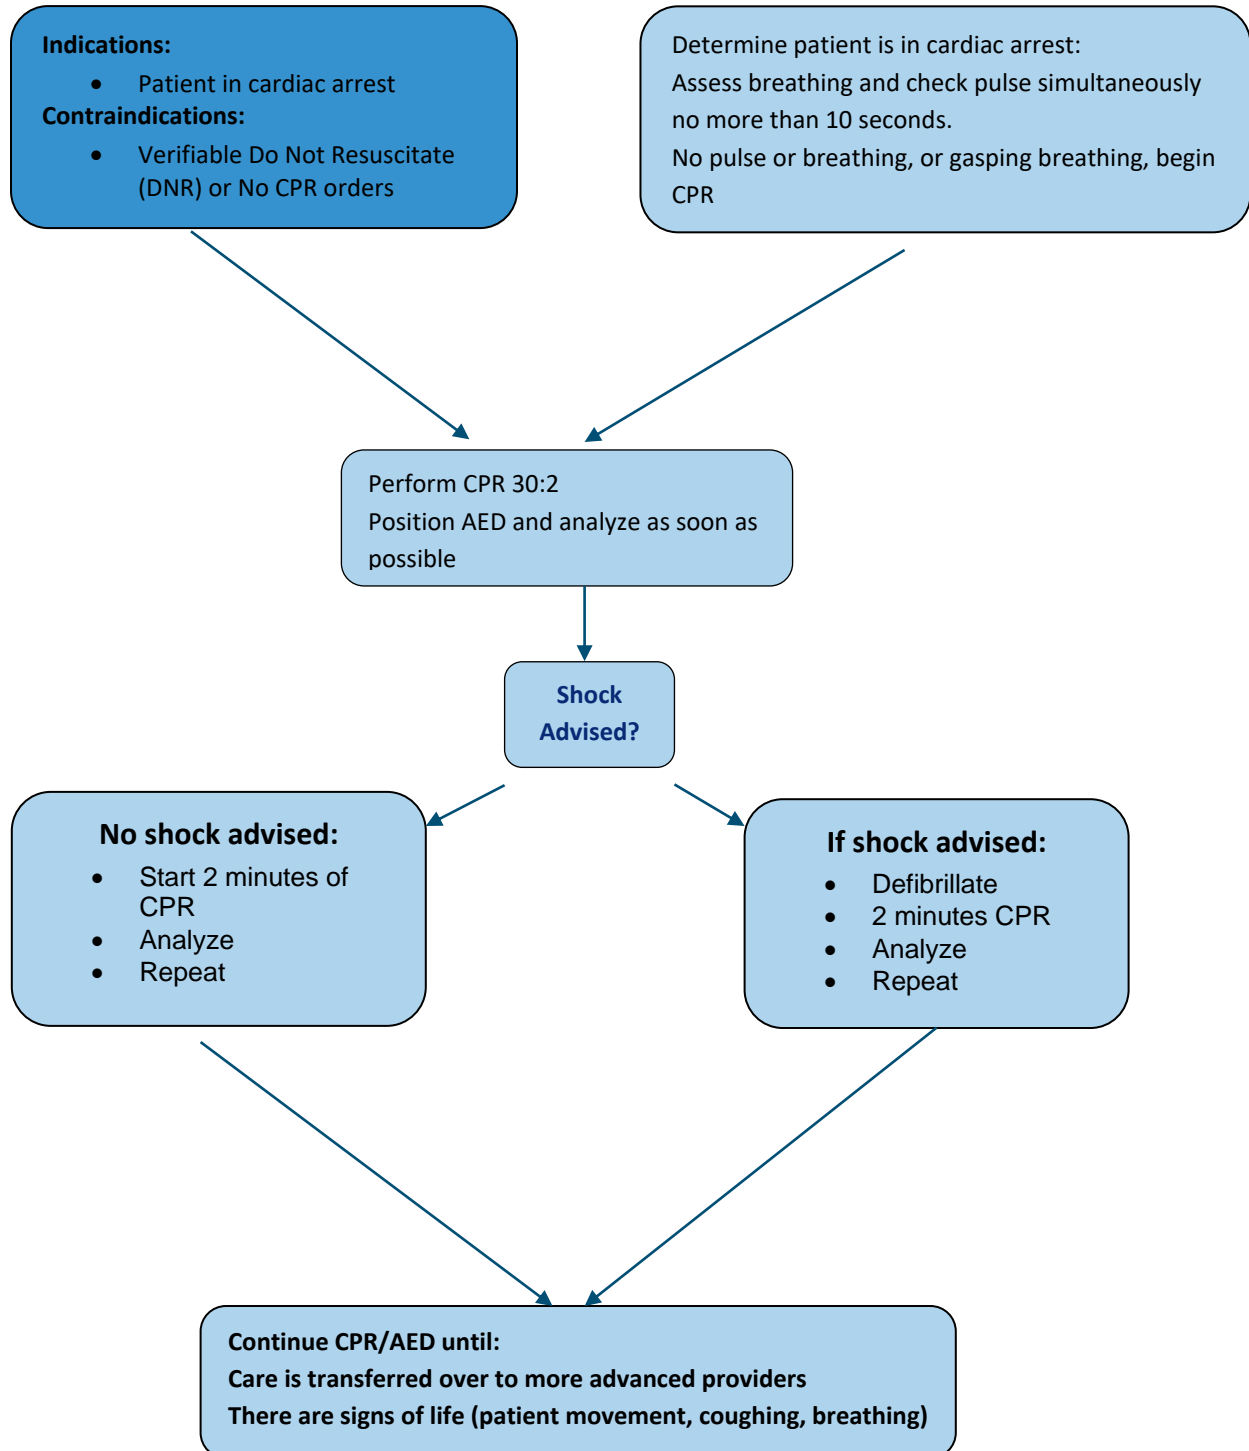 Indications:
• Patient in cardiac arrest
Contraindications:
• Verifiable Do Not Resuscitate
(DNR) or No CPR orders
Determine patient is in cardiac arrest:
Assess breathing and check pulse simultaneously
no more than 10 seconds.
No pulse or breathing, or gasping breathing, begin
CPR
Perform CPR 30:2
Position AED and analyze as soon as
possible
Shock
Advised?
No shock advised:
• Start 2 minutes of
CPR
• Analyze
• Repeat
If shock advised:
• Defibrillate
• 2 minutes CPR
• Analyze
• Repeat
Continue CPR/AED until:
Care is transferred over to more advanced providers
There are signs of life (patient movement, coughing, breathing)